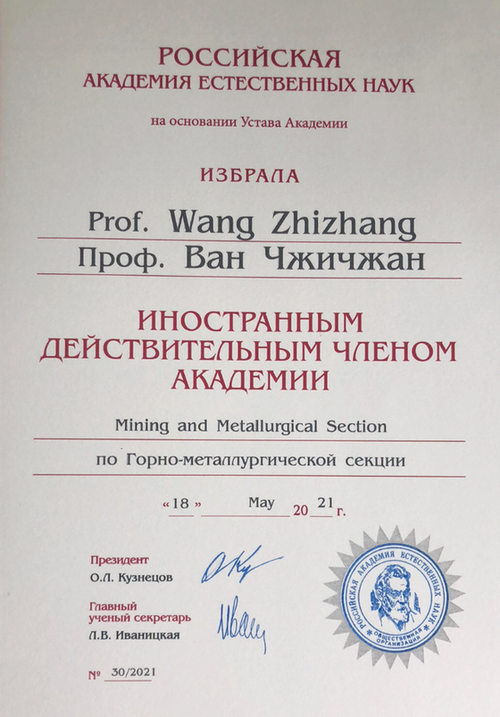 РОССИЙСКАЯ
АКАДЕМИЯ ЕСТЕСТВЕННЫХ НАУК
на основании Устава Академии
ИЗБРАЛА
Prof. Wang Zhizhang
Проф. Ван Чжичжан
ИНОСТРАННЫМ
ДЕЙСТВИТЕЛЬНЫМ ЧЛЕНОМ
АКАДЕМИИ
Mining and Metallurgical Section
по Горно-металлургической секции
“18” May 2021 г.
Президент
О.Л. Кузнецов
Главный
ученый секретарь
Л.В. Иваницкая
№ 30/2021
РОССИЙСКАЯ АКАДЕМИЯ ЕСТЕСТВЕННЫХ НАУК
ОБЩЕСТВЕННАЯ
ОРГАНИЗАЦИЯ